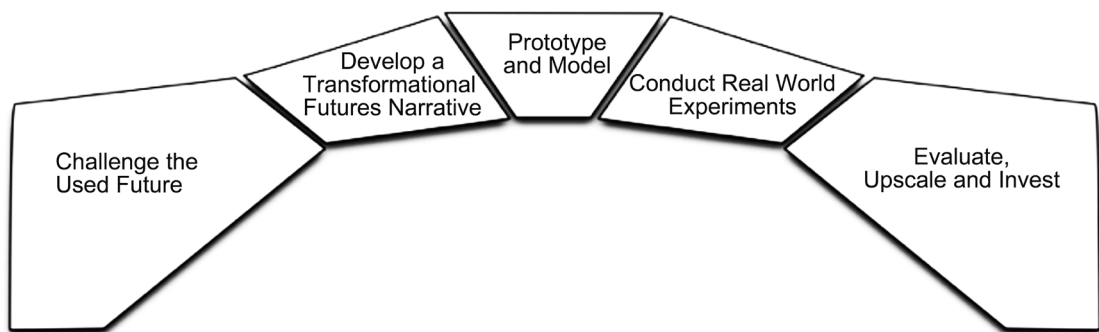 Challenge the
Used Future
Develop a
Transformational
Futures Narrative
Prototype
and Model
Conduct Real World
Experiments
Evaluate,
Upscale and Invest